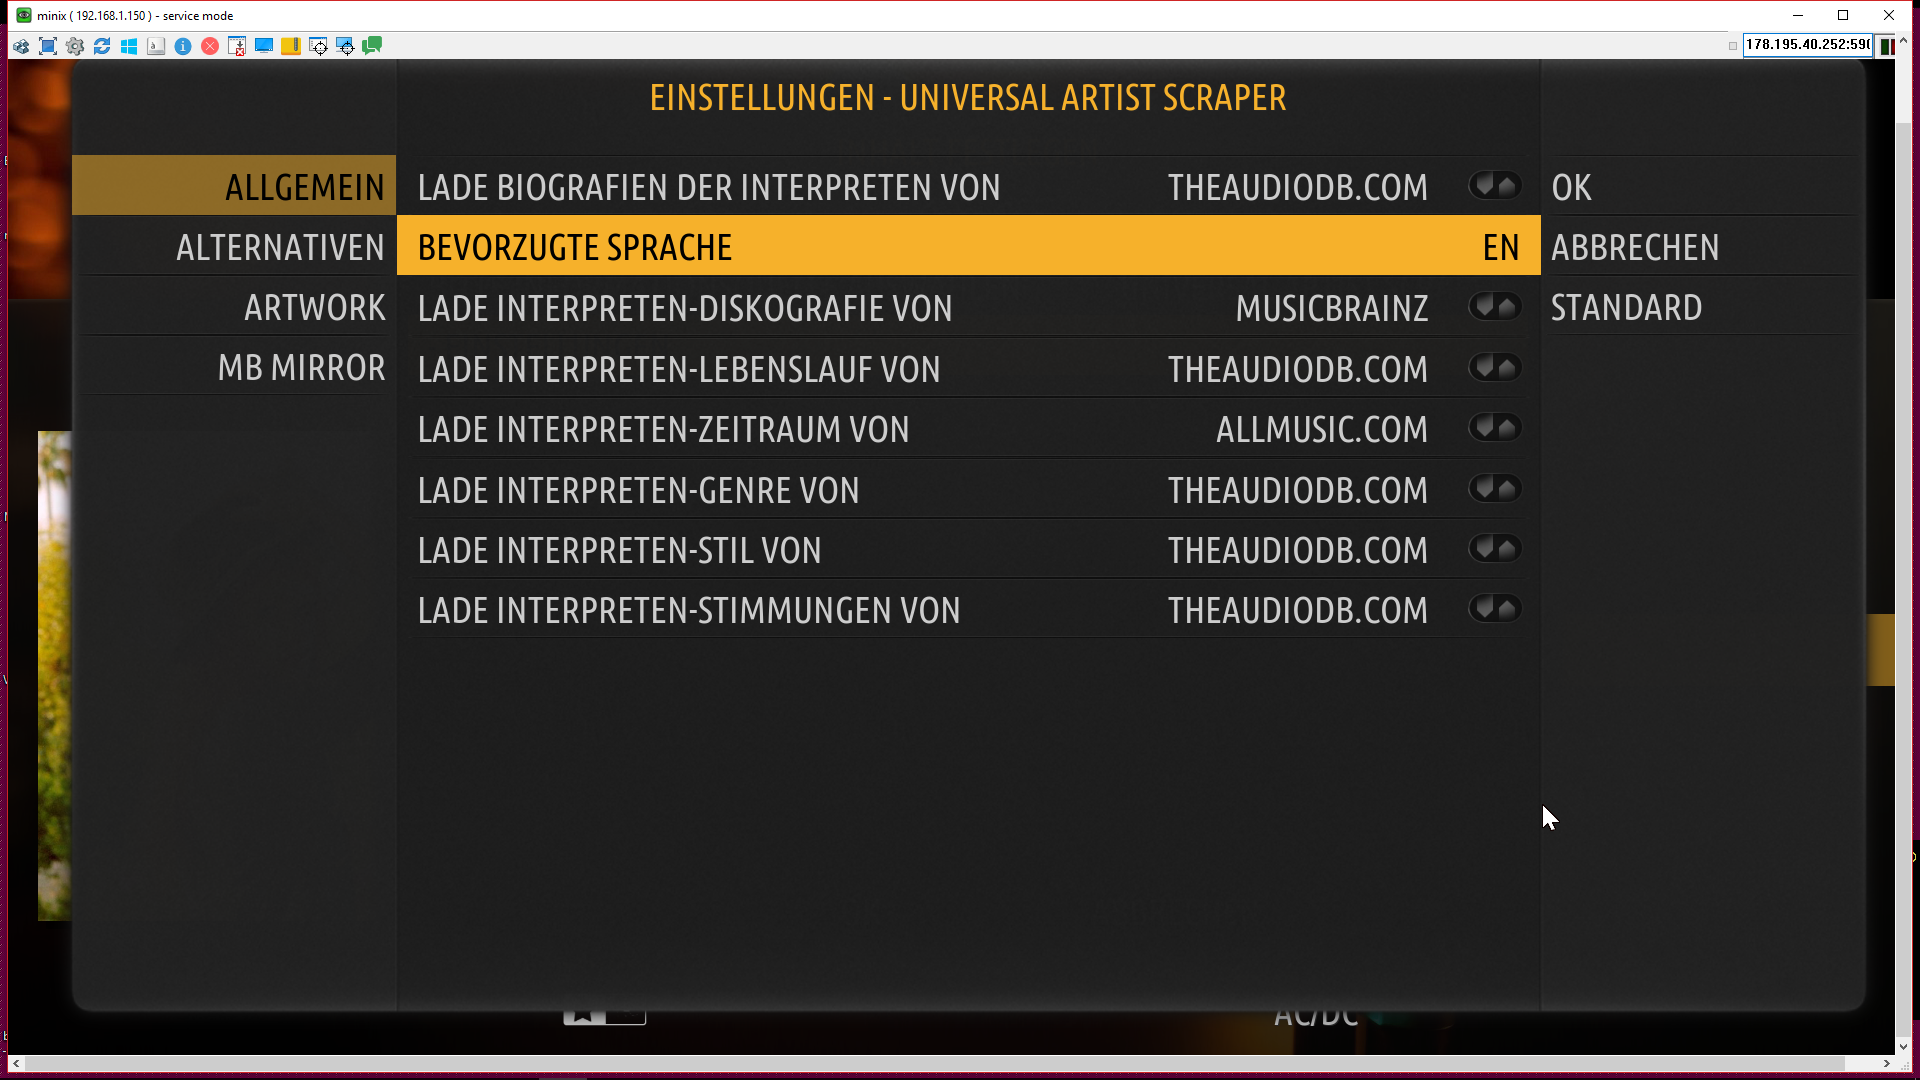 minix ( 192.168.1.150 ) - service mode
178.195.40.252:590
EINSTELLUNGEN - UNIVERSAL ARTIST SCRAPER
ALLGEMEIN
ALTERNATIVEN
ARTWORK
MB MIRROR
LADE BIOGRAFIEN DER INTERPRETEN VON THEAUDIODB.COM
BEVORZUGTE SPRACHE EN
LADE INTERPRETEN-DISKOGRAFIE VON MUSICBRAINZ
LADE INTERPRETEN-LEBENSLAUF VON THEAUDIODB.COM
LADE INTERPRETEN-ZEITRAUM VON ALLMUSIC.COM
LADE INTERPRETEN-GENRE VON THEAUDIODB.COM
LADE INTERPRETEN-STIL VON THEAUDIODB.COM
LADE INTERPRETEN-STIMMUNGEN VON THEAUDIODB.COM
OK
ABBRECHEN
STANDARD
AC/DC